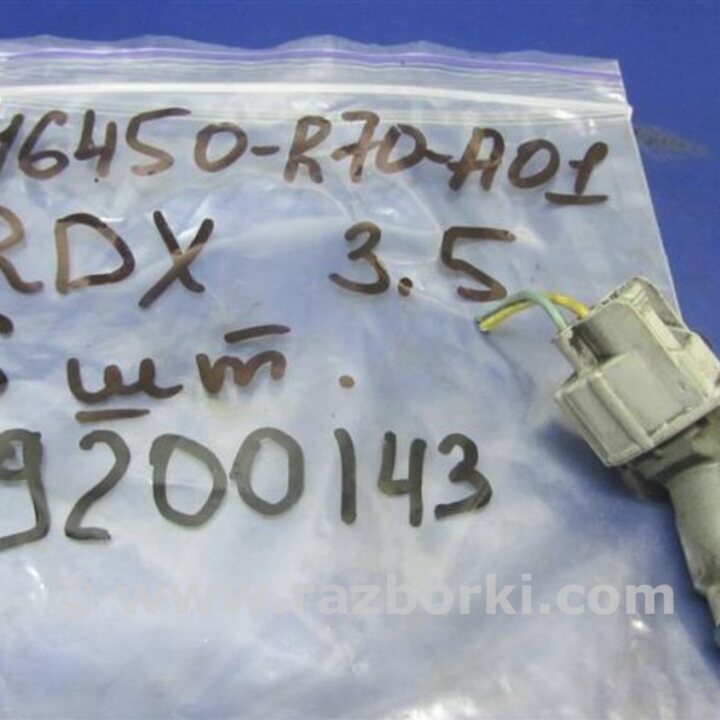 16450-R70-A01
RDX 3.5
шт.
9200143
© www.razborki.com